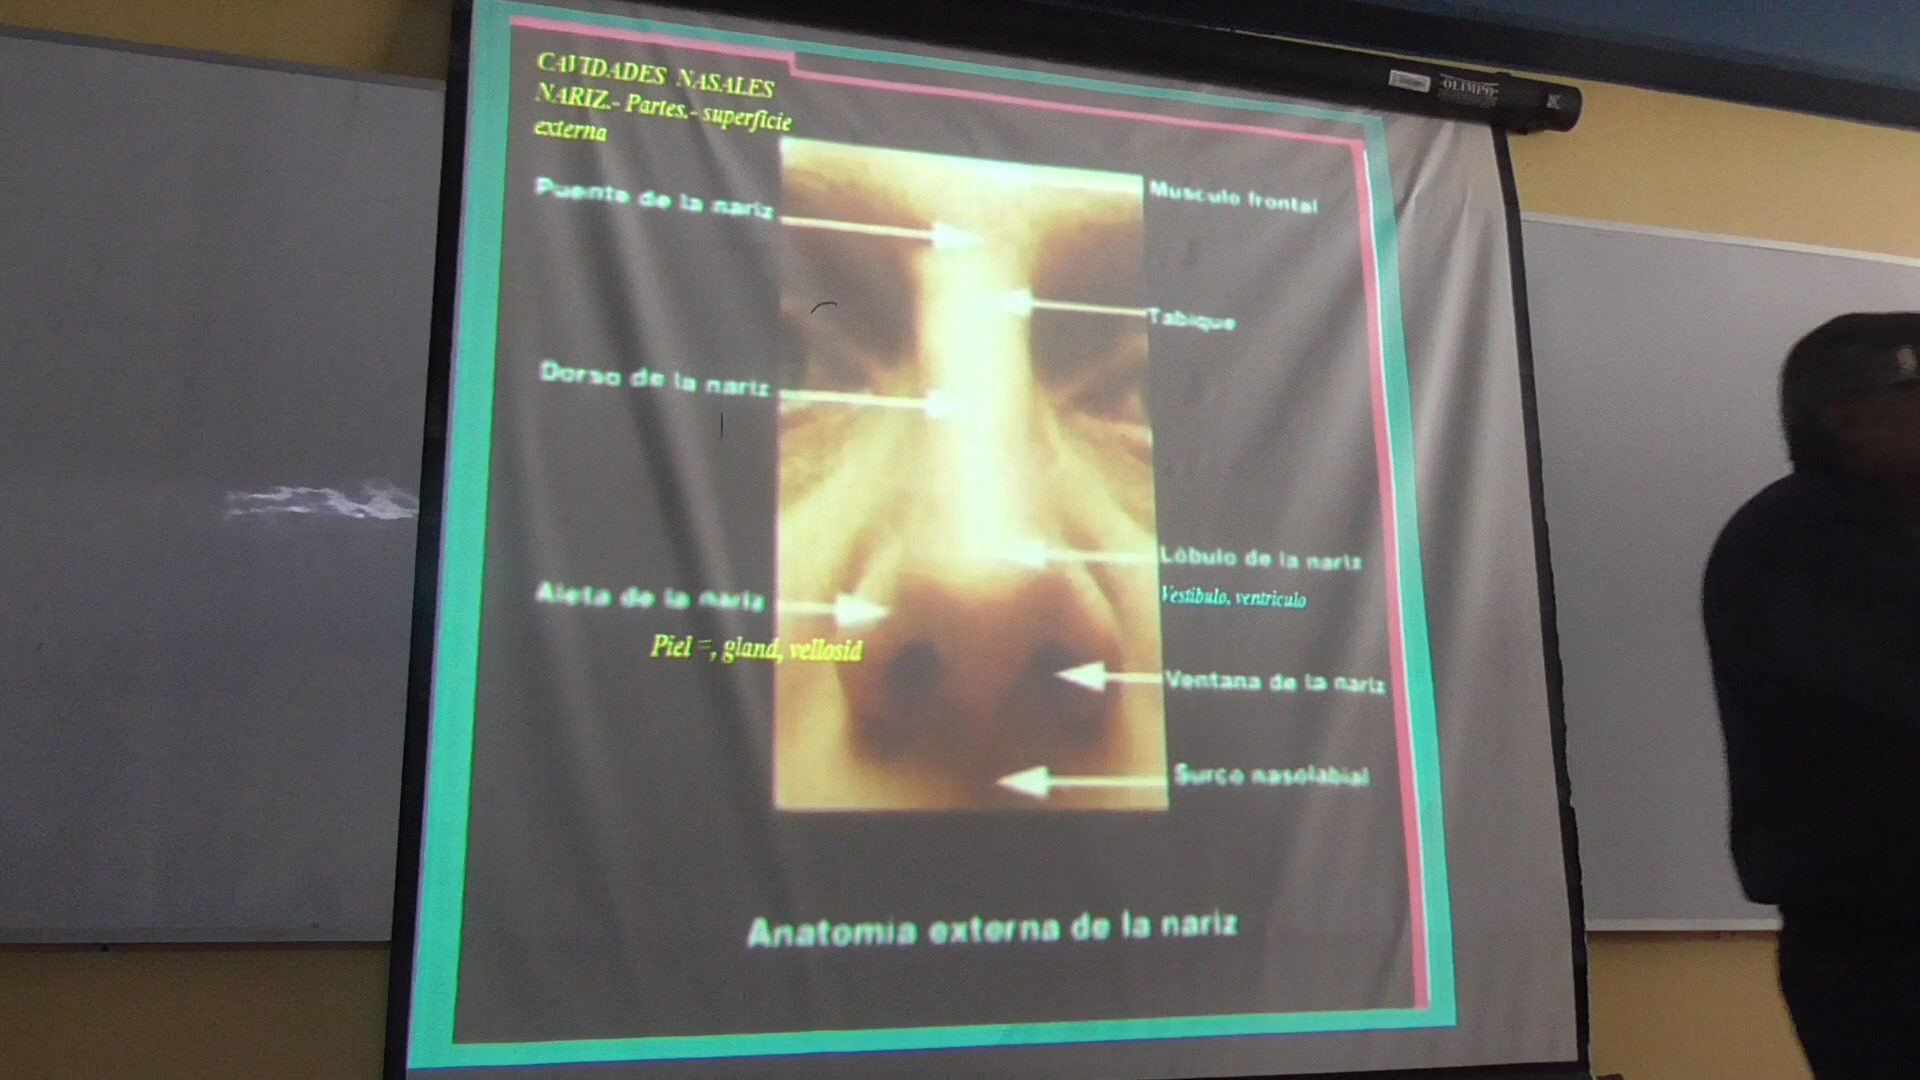 CAVIDADES NASALES
NARIZ.- Partes.- superficie
externa
Puente de la nariz
Musculo frontal
Tabique
Dorso de la nariz
Lóbulo de la nariz
Vestibulo, ventriculo
Aleta de la nariz
Piel =, gland, vellosid
Ventana de la nariz
Surco nasolabial
Anatomia externa de la nariz
OLIMPO